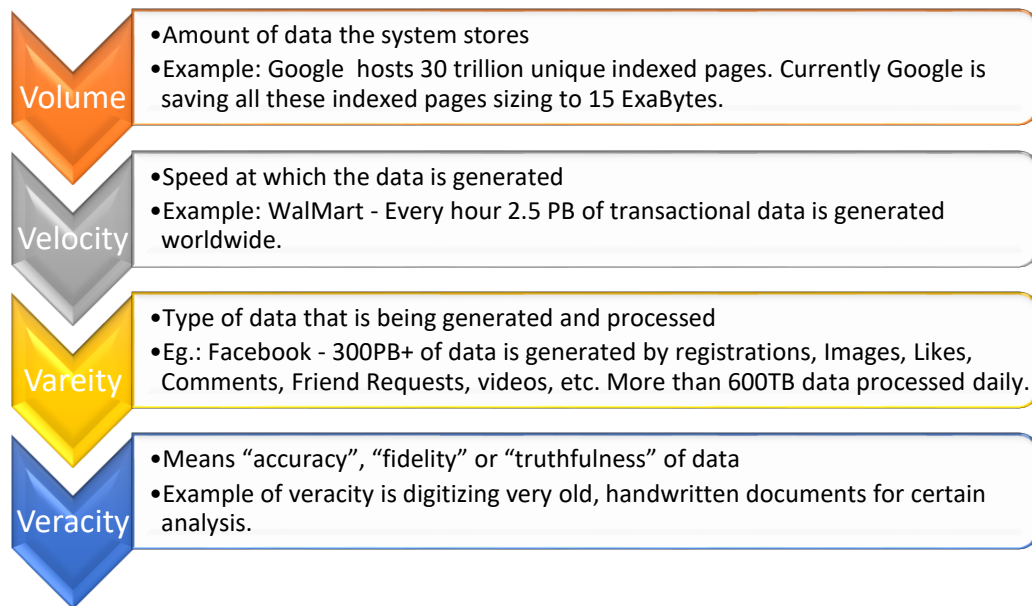 Volume
•Amount of data the system stores
•Example: Google  hosts 30 trillion unique indexed pages. Currently Google is
saving all these indexed pages sizing to 15 ExaBytes.
Velocity
•Speed at which the data is generated
•Example: WalMart - Every hour 2.5 PB of transactional data is generated
worldwide.
Vareity
•Type of data that is being generated and processed
•Eg.: Facebook - 300PB+ of data is generated by registrations, Images, Likes,
Comments, Friend Requests, videos, etc. More than 600TB data processed daily.
Veracity
•Means “accuracy”, “fidelity” or “truthfulness” of data
•Example of veracity is digitizing very old, handwritten documents for certain
analysis.